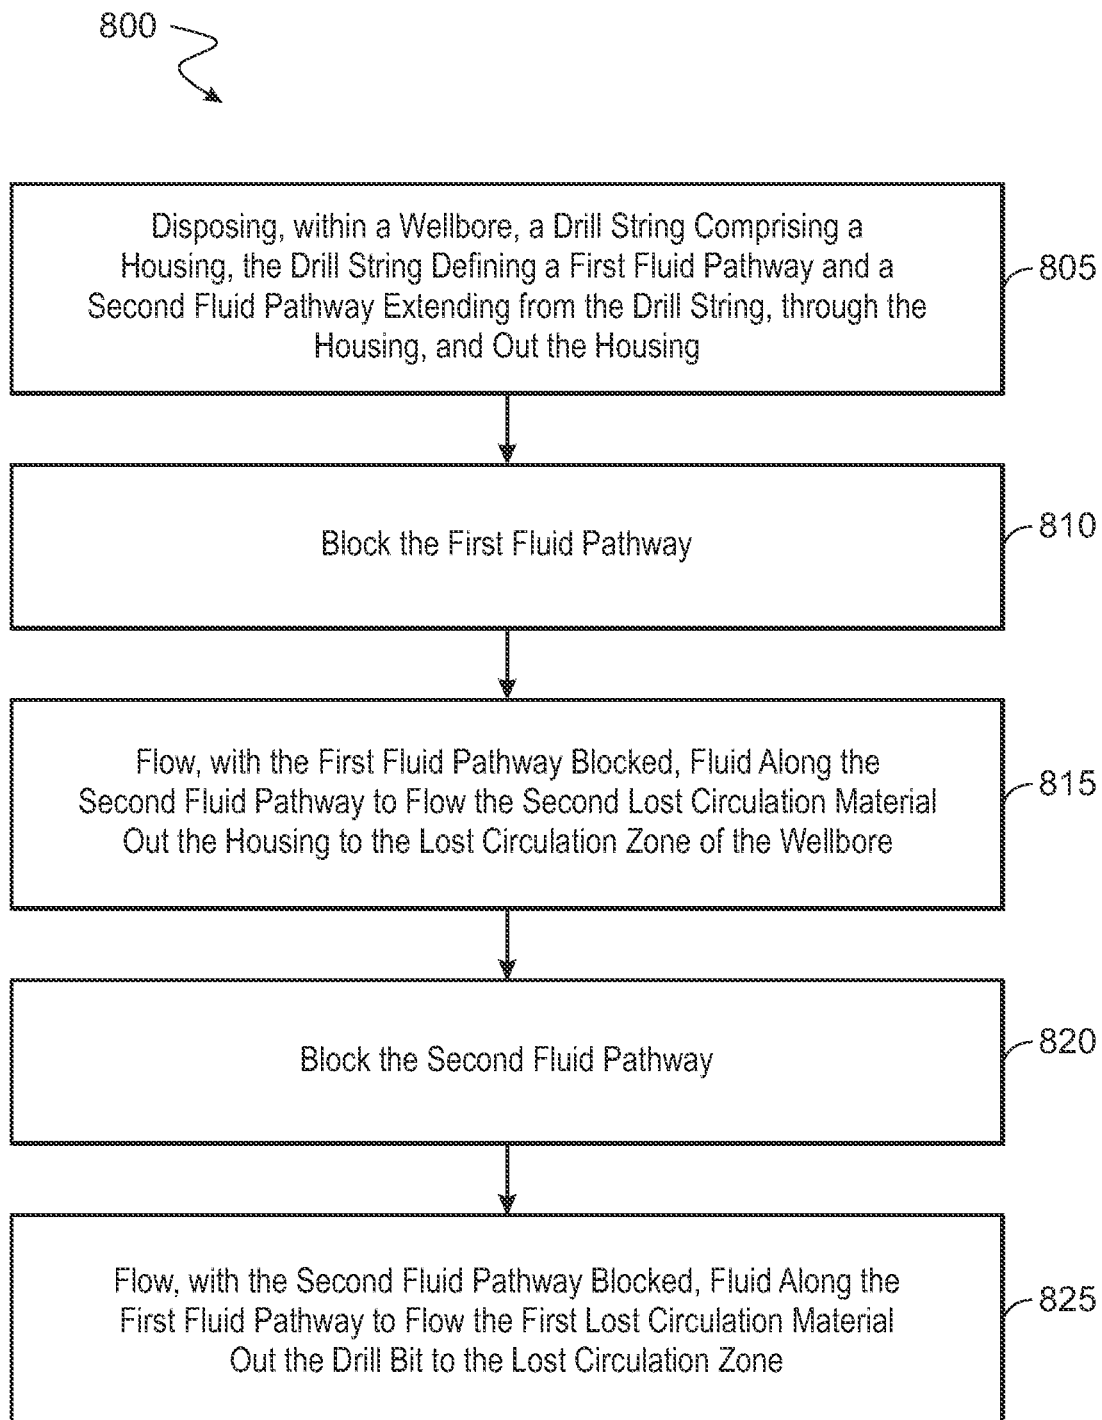 800
Disposing, within a Wellbore, a Drill String Comprising a
Housing, the Drill String Defining a First Fluid Pathway and a
Second Fluid Pathway Extending from the Drill String, through the
Housing, and Out the Housing
805
Block the First Fluid Pathway
810
Flow, with the First Fluid Pathway Blocked, Fluid Along the
Second Fluid Pathway to Flow the Second Lost Circulation Material
Out the Housing to the Lost Circulation Zone of the Wellbore
815
Block the Second Fluid Pathway
820
Flow, with the Second Fluid Pathway Blocked, Fluid Along the
First Fluid Pathway to Flow the First Lost Circulation Material
Out the Drill Bit to the Lost Circulation Zone
825